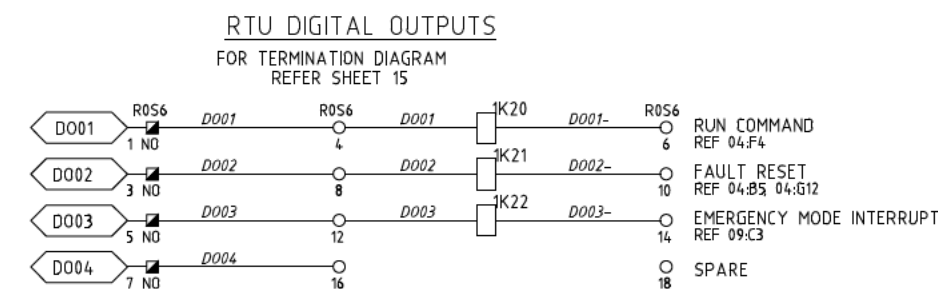 RTU DIGITAL OUTPUTS
FOR TERMINATION DIAGRAM
REFER SHEET 15
R0S6 R0S6 1K20 R0S6
DO01 DO01 DO01 DO01- RUN COMMAND
1 NO 4 6 REF 04:F4
1K21
DO02 DO02 DO02 DO02- FAULT RESET
3 NO 8 10 REF 04:B5, 04:G12
1K22
DO03 DO03 DO03 DO03- EMERGENCY MODE INTERRUPT
5 NO 12 14 REF 09:C3
DO04 DO04 SPARE
7 NO 16 18